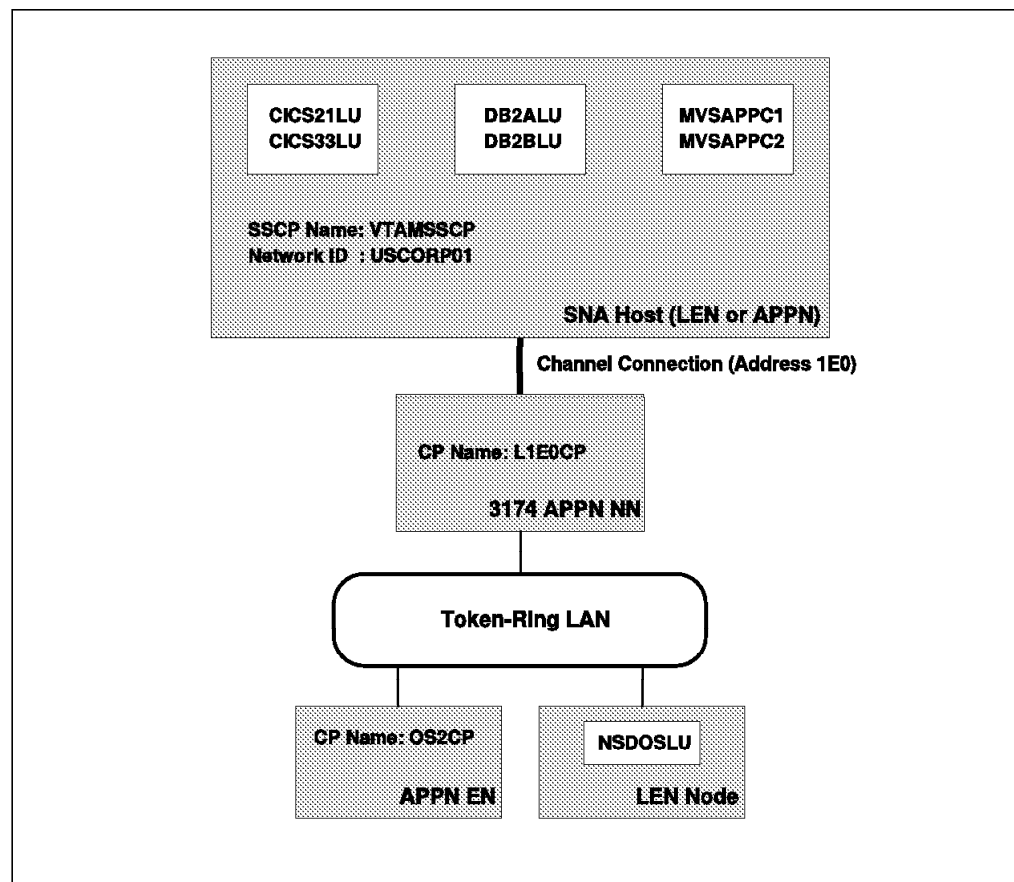 CICS21LU
CICS33LU
DB2ALU
DB2BLU
MVSAPPC1
MVSAPPC2
SSCP Name: VTAMSSCP
Network ID : USCORP01
SNA Host (LEN or APPN)
Channel Connection (Address 1E0)
CP Name: L1E0CP
3174 APPN NN
Token-Ring LAN
CP Name: OS2CP
APPN EN
NSDOSLU
LEN Node